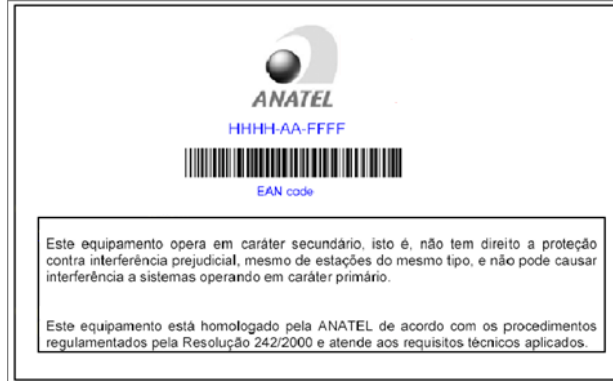 ANATEL
HHHH-AA-FFFF
EAN code
Este equipamento opera em caráter secundário, isto é, não tem direito a proteção
contra interferência prejudicial, mesmo de estações do mesmo tipo, e não pode causar
interferência a sistemas operando em caráter primário.
Este equipamento está homologado pela ANATEL de acordo com os procedimentos
regulamentados pela Resolução 242/2000 e atende aos requisitos técnicos aplicados.